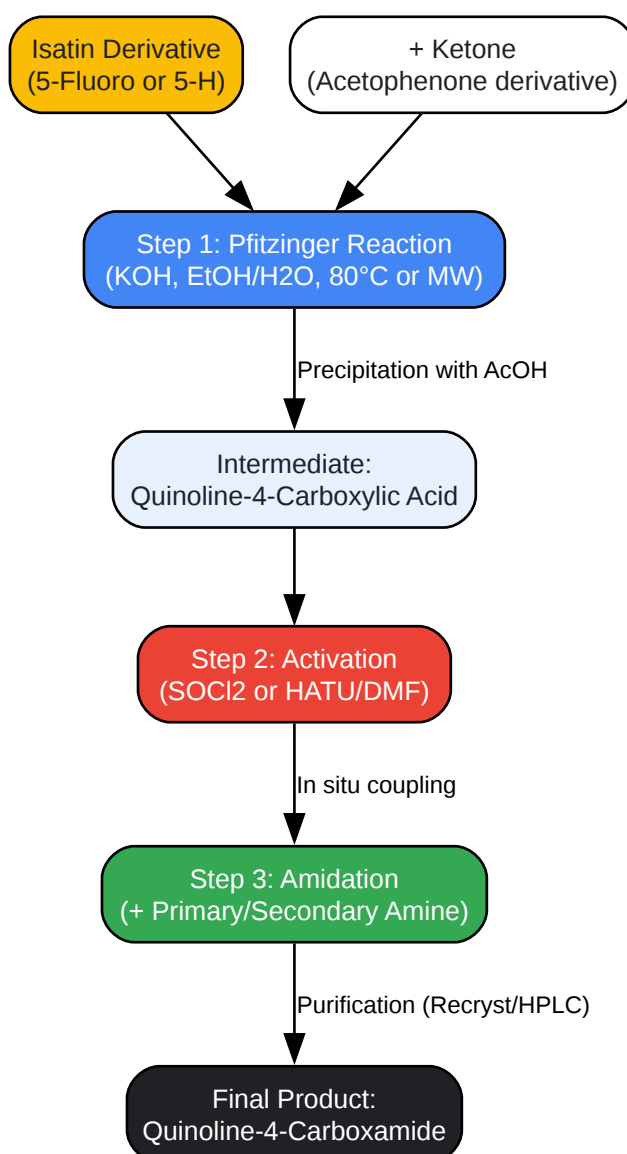 Isatin Derivative
(5-Fluoro or 5-H)
+ Ketone
(Acetophenone derivative)
Step 1: Pfitzinger Reaction
(KOH, EtOH/H2O, 80°C or MW)
Precipitation with AcOH
Intermediate:
Quinoline-4-Carboxylic Acid
Step 2: Activation
(SOCl2 or HATU/DMF)
In situ coupling
Step 3: Amidation
(+ Primary/Secondary Amine)
Purification (Recryst/HPLC)
Final Product:
Quinoline-4-Carboxamide